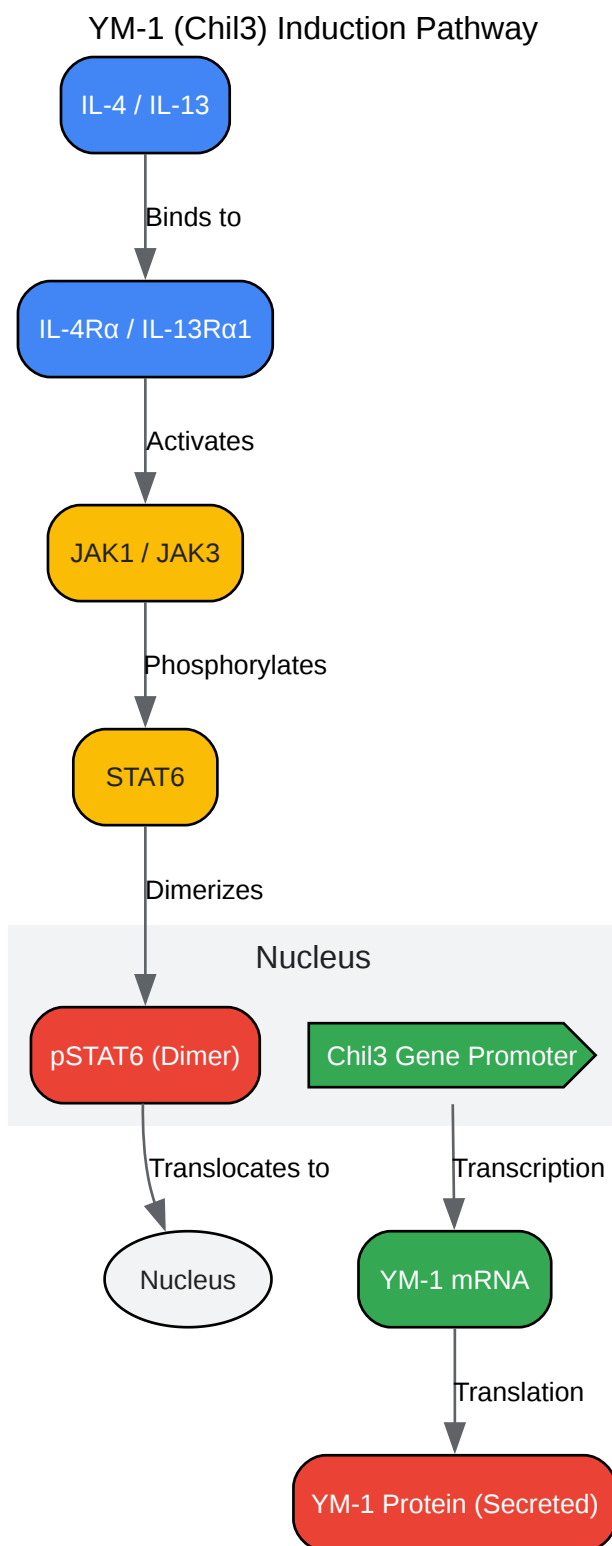 YM-1 (Chil3) Induction Pathway
IL-4 / IL-13
Binds to
IL-4Rα / IL-13Rα1
Activates
JAK1 / JAK3
Phosphorylates
STAT6
Dimerizes
Nucleus
pSTAT6 (Dimer)
Chil3 Gene Promoter
Translocates to
Transcription
Nucleus
YM-1 mRNA
Translation
YM-1 Protein (Secreted)